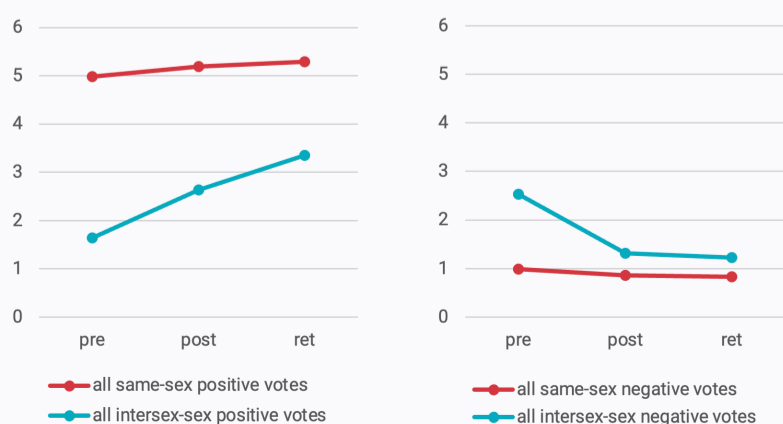 6
5
4
3
2
1
0
pre post ret
all same-sex positive votes
all intersex-sex positive votes
6
5
4
3
2
1
0
pre post ret
all same-sex negative votes
all intersex-sex negative votes